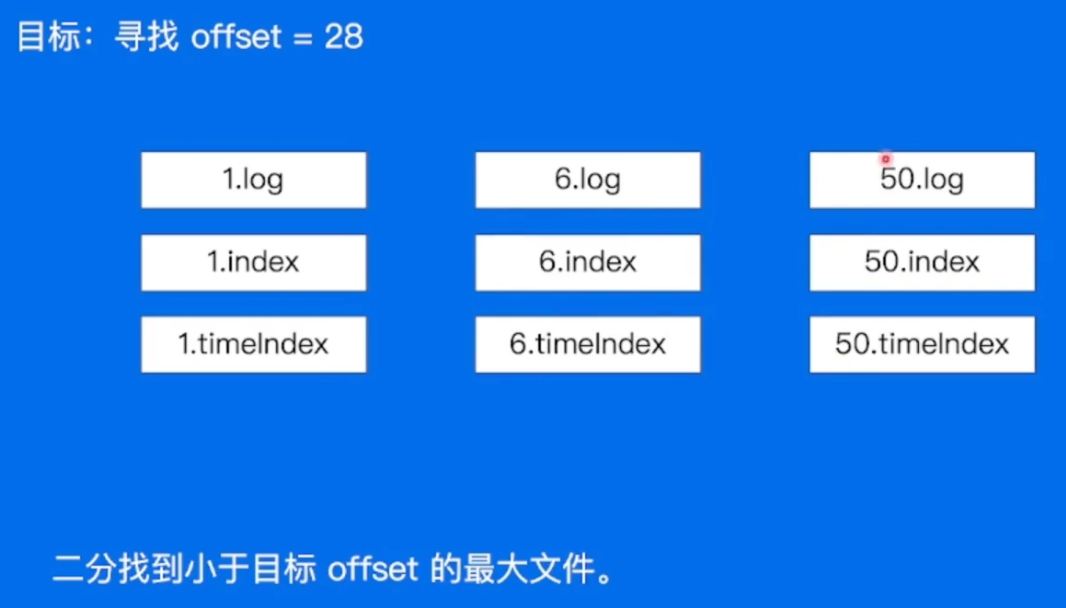 目标：寻找 offset = 28
1.log 6.log 50.log
1.index 6.index 50.index
1.timeIndex 6.timeIndex 50.timeIndex
二分找到小于目标 offset 的最大文件。